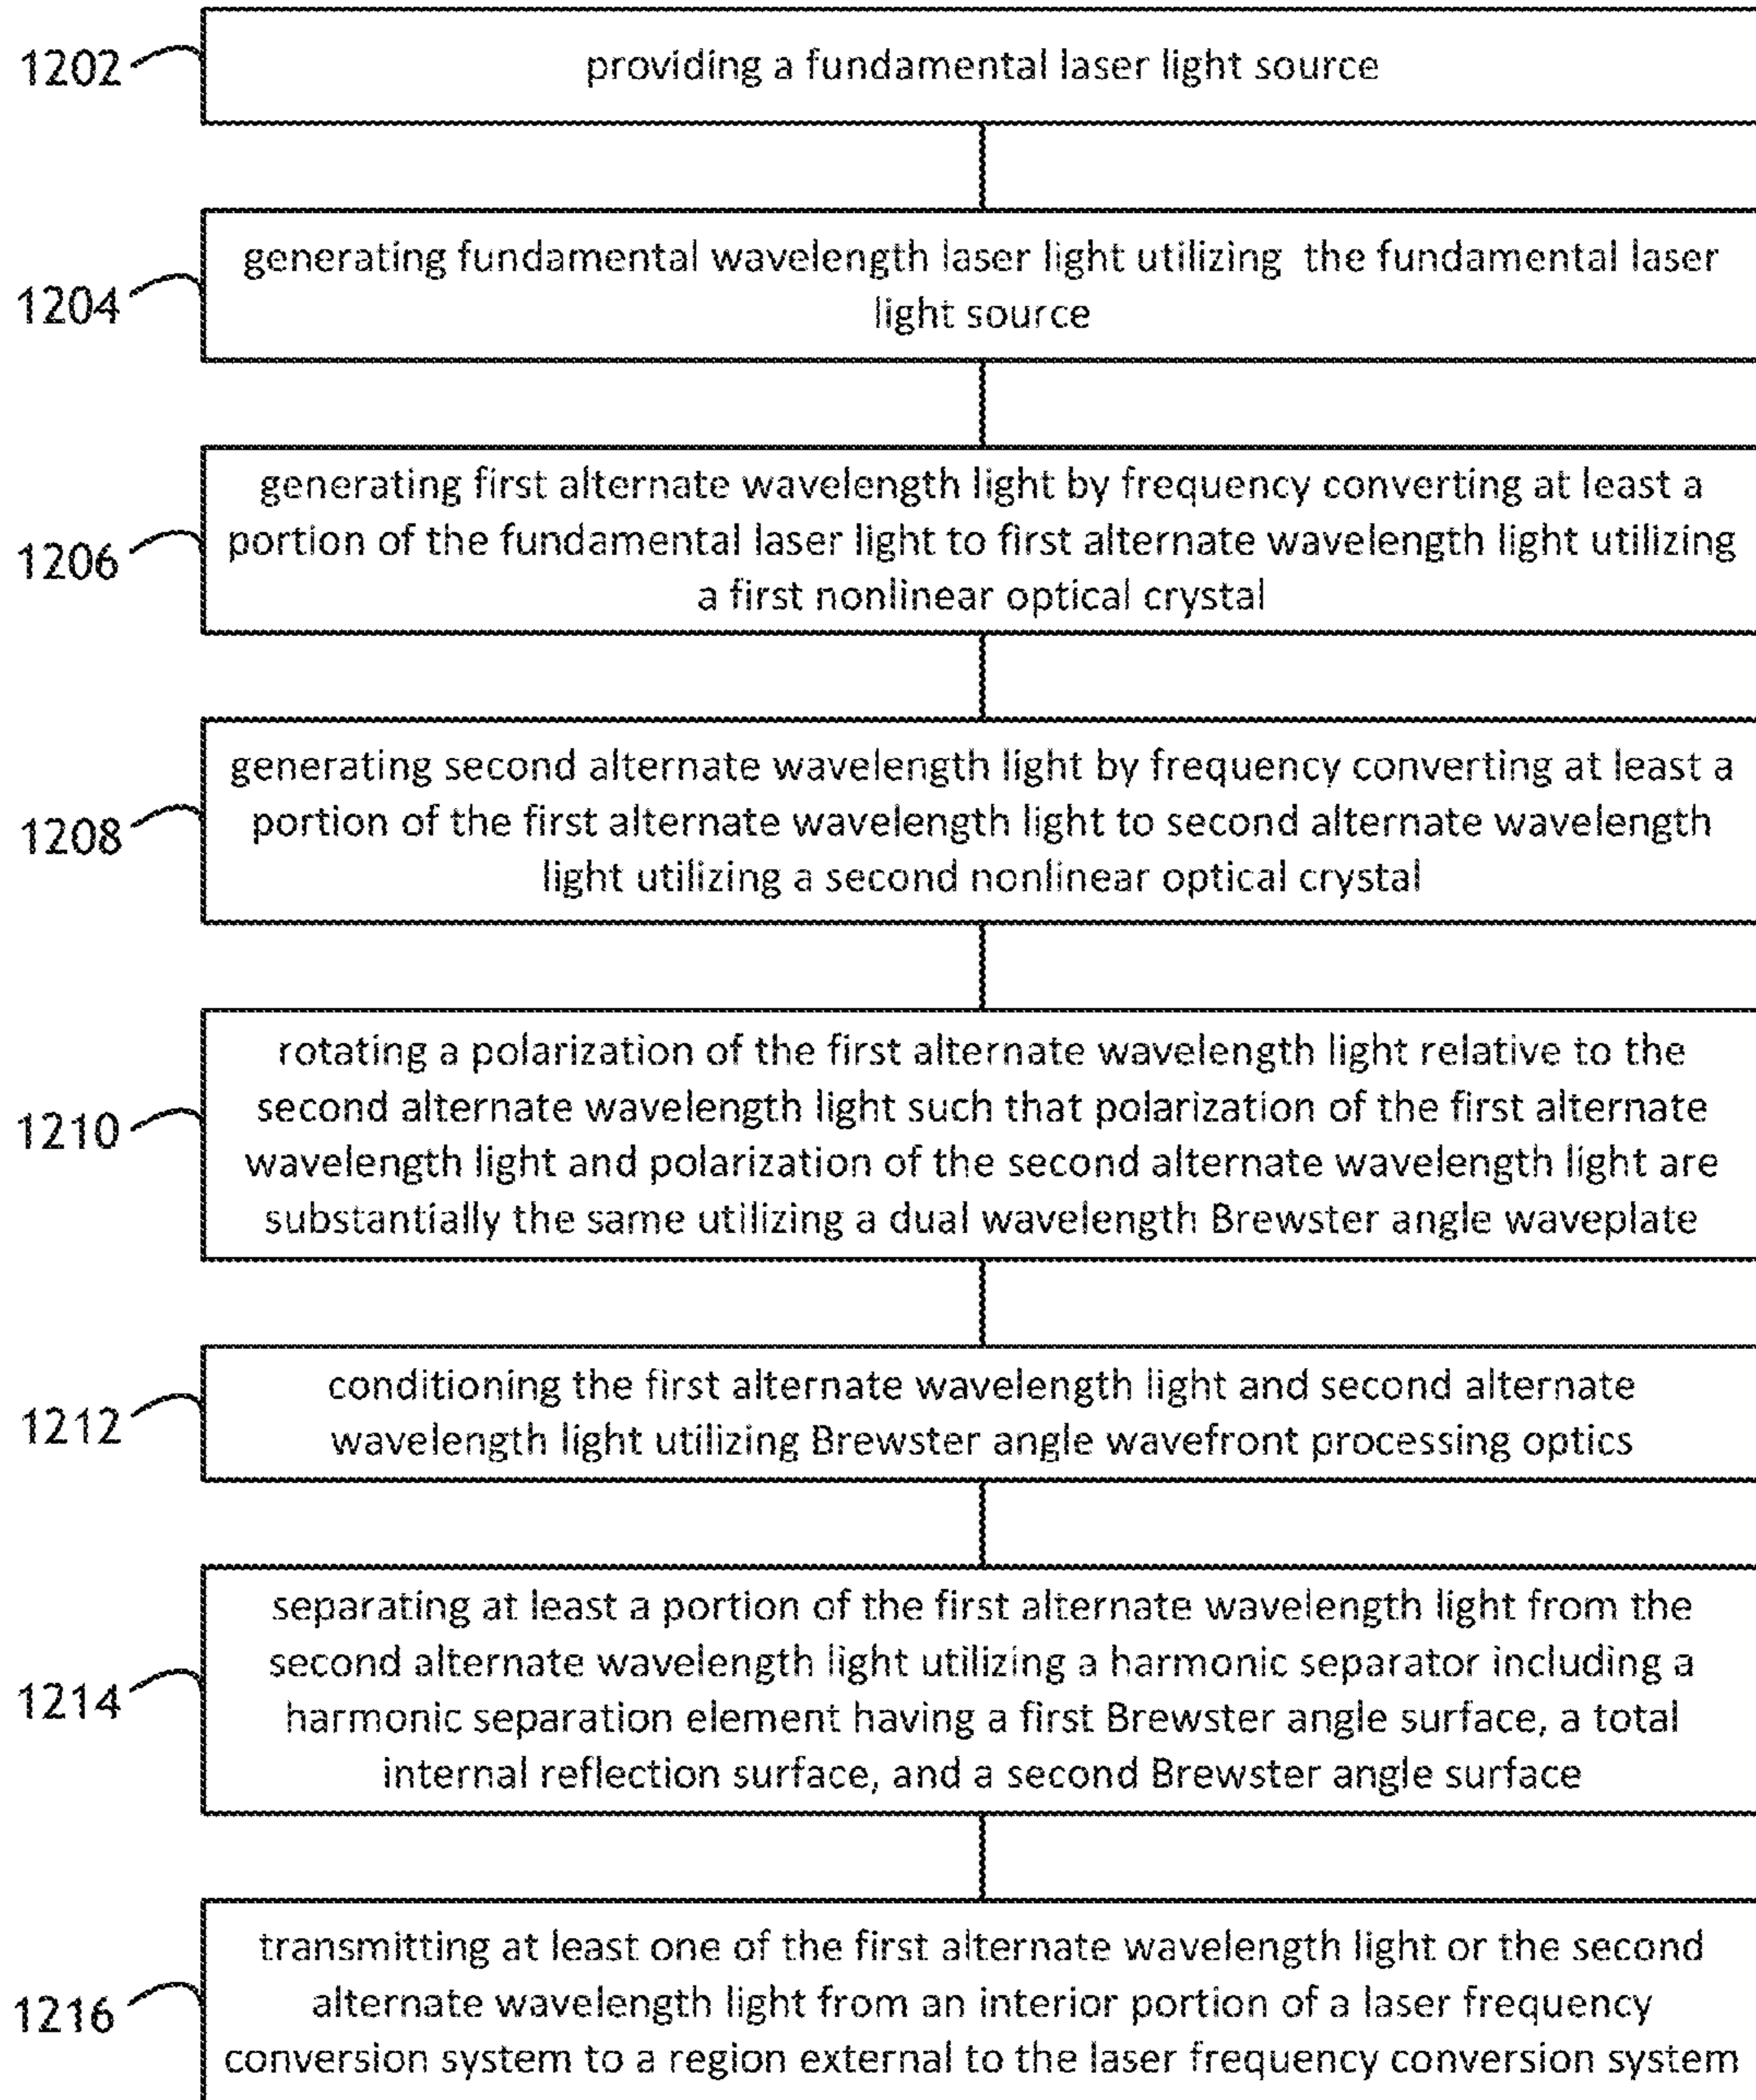 1202
providing a fundamental laser light source
1204
generating fundamental wavelength laser light utilizing the fundamental laser
light source
1206
generating first alternate wavelength light by frequency converting at least a
portion of the fundamental laser light to first alternate wavelength light utilizing
a first nonlinear optical crystal
1208
generating second alternate wavelength light by frequency converting at least a
portion of the first alternate wavelength light to second alternate wavelength
light utilizing a second nonlinear optical crystal
1210
rotating a polarization of the first alternate wavelength light relative to the
second alternate wavelength light such that polarization of the first alternate
wavelength light and polarization of the second alternate wavelength light are
substantially the same utilizing a dual wavelength Brewster angle waveplate
1212
conditioning the first alternate wavelength light and second alternate
wavelength light utilizing Brewster angle wavefront processing optics
1214
separating at least a portion of the first alternate wavelength light from the
second alternate wavelength light utilizing a harmonic separator including a
harmonic separation element having a first Brewster angle surface, a total
internal reflection surface, and a second Brewster angle surface
1216
transmitting at least one of the first alternate wavelength light or the second
alternate wavelength light from an interior portion of a laser frequency
conversion system to a region external to the laser frequency conversion system